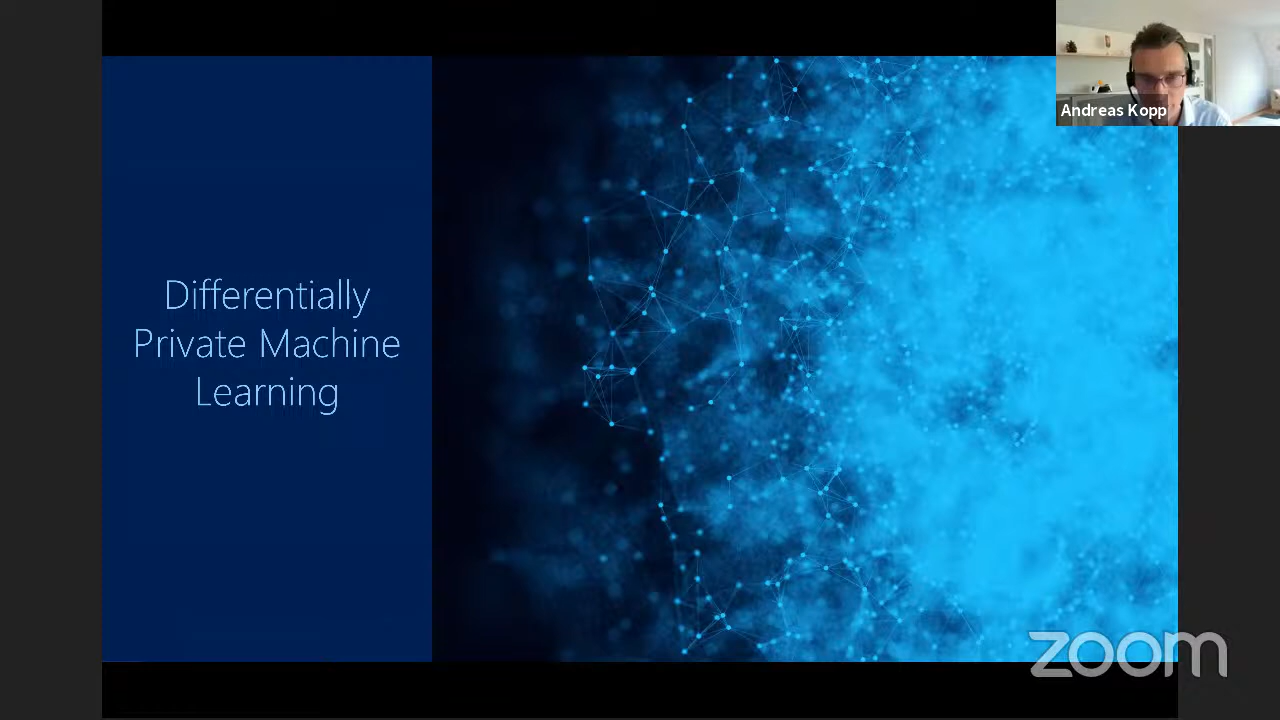 Andreas Kopp
Differentially
Private Machine
Learning
zoom